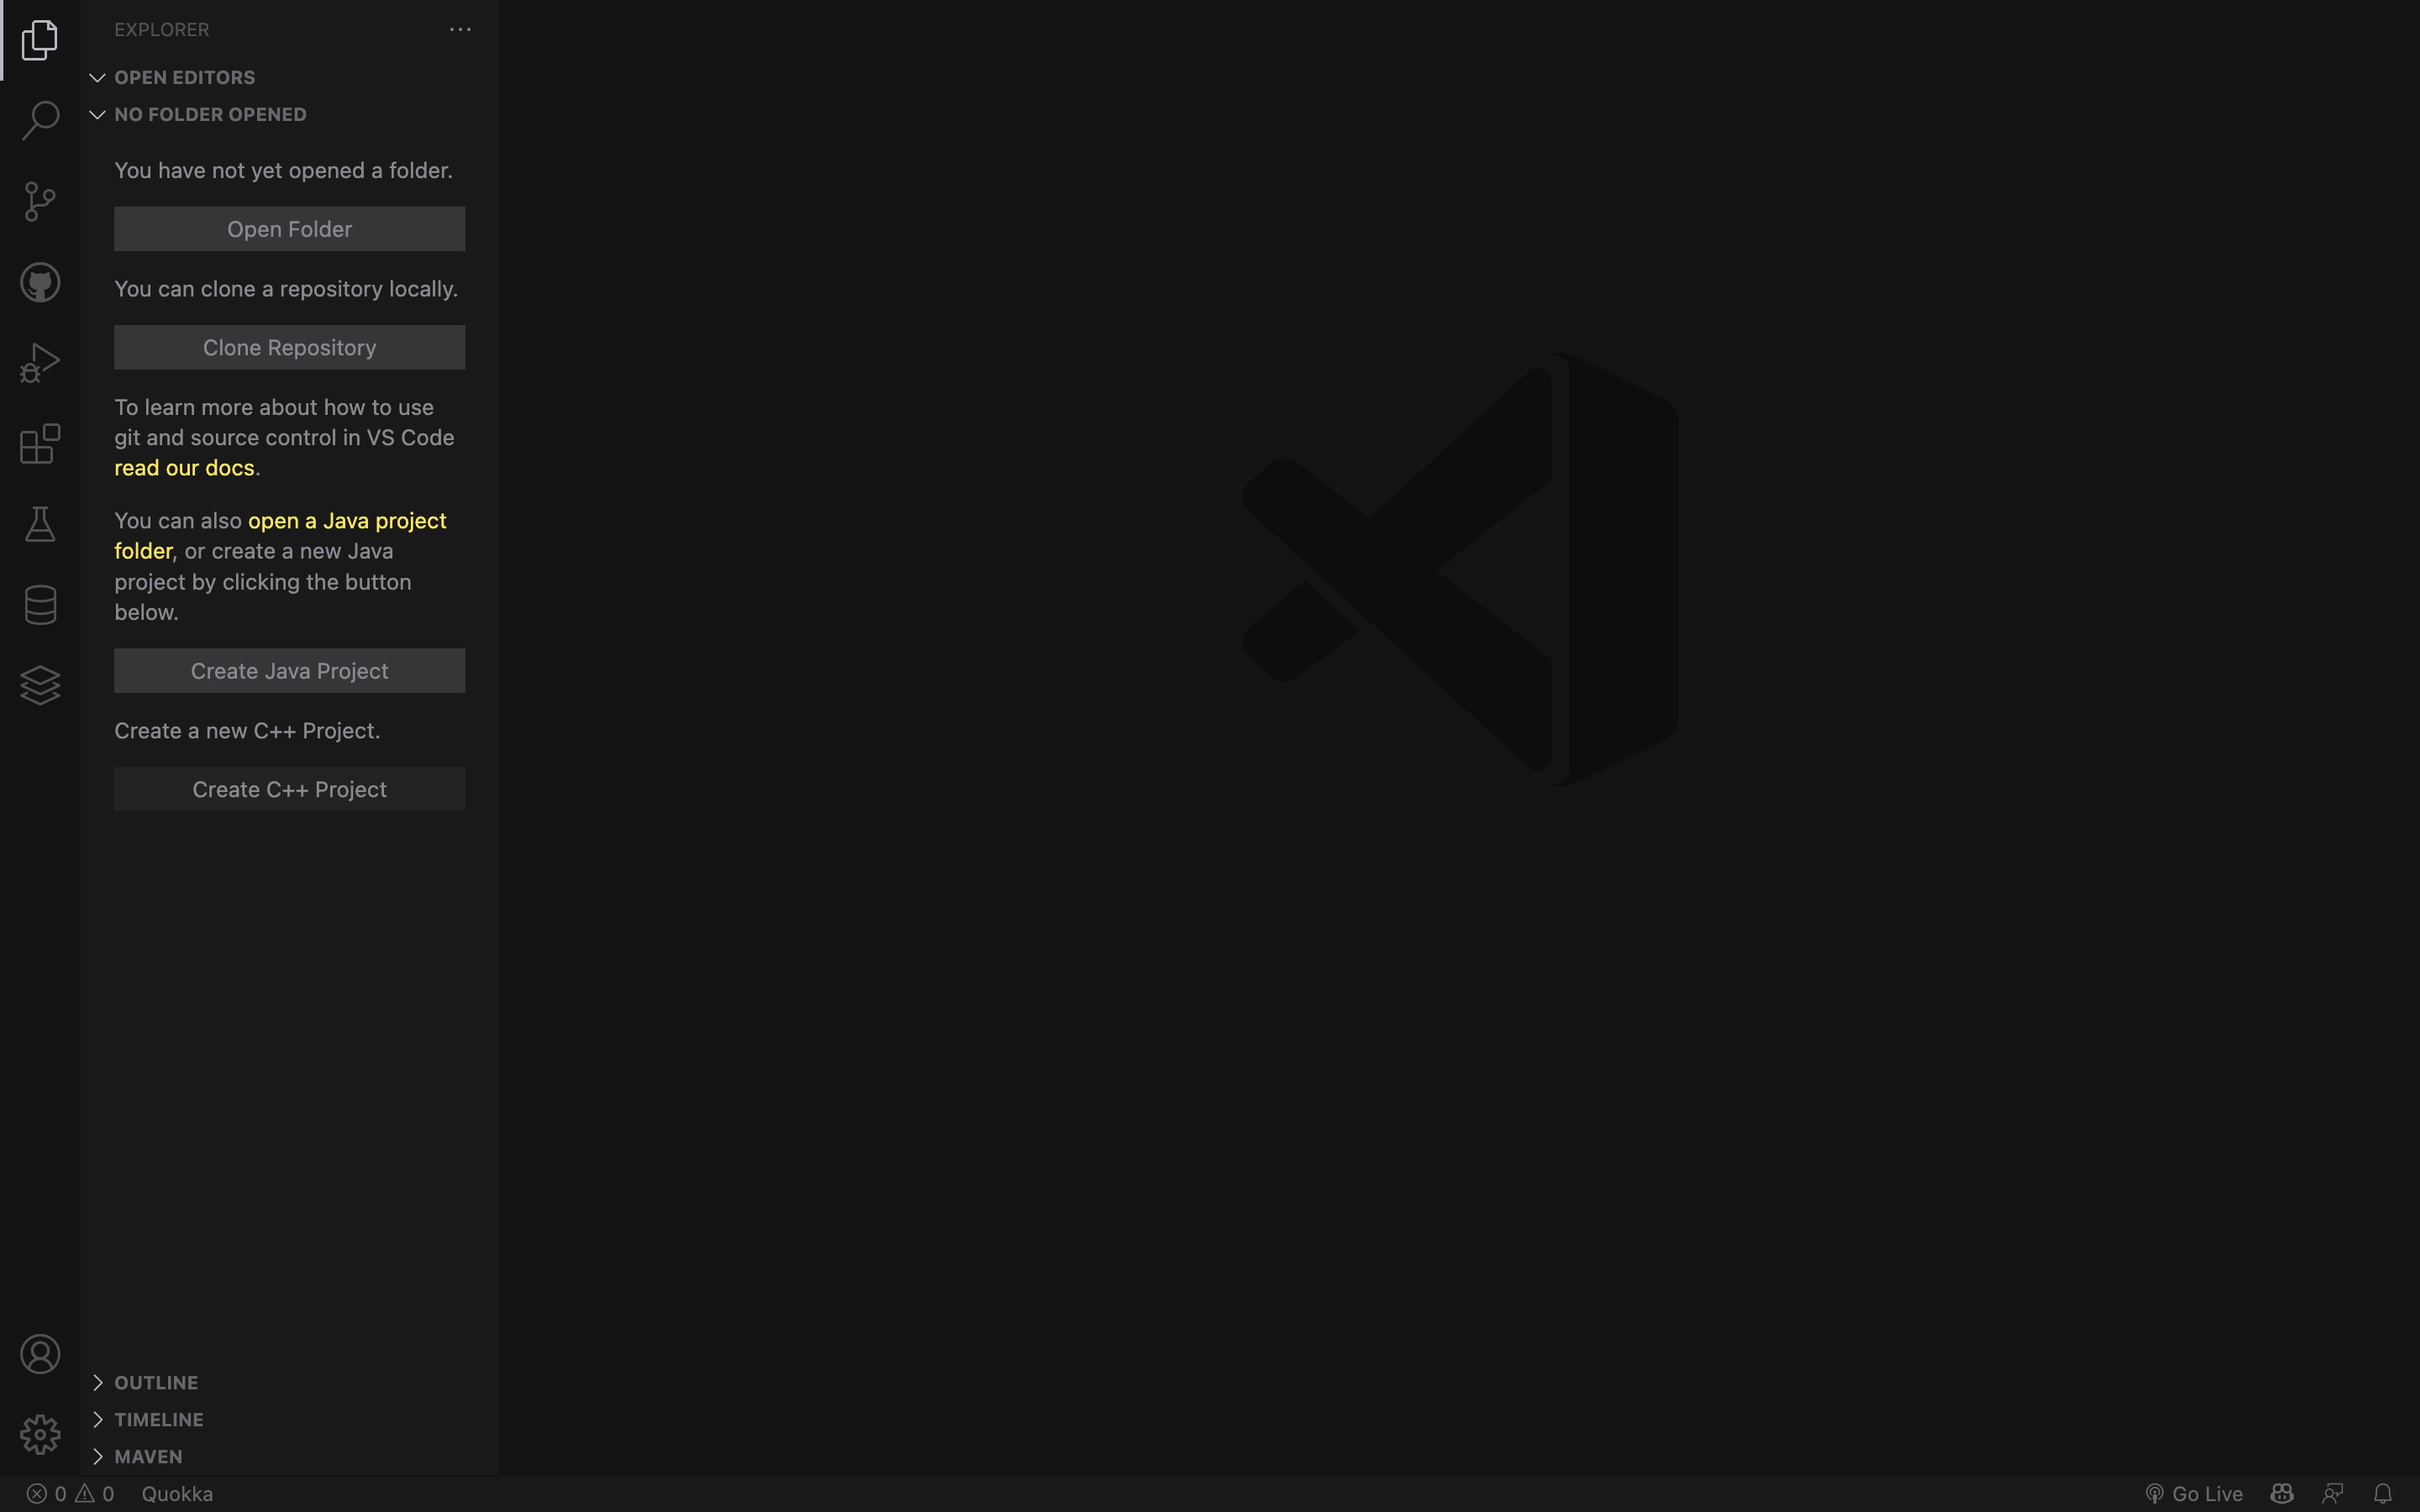 EXPLORER
OPEN EDITORS
NO FOLDER OPENED
You have not yet opened a folder.
Open Folder
You can clone a repository locally.
Clone Repository
To learn more about how to use
git and source control in VS Code
read our docs.
You can also open a Java project
folder, or create a new Java
project by clicking the button
below.
Create Java Project
Create a new C++ Project.
Create C++ Project
OUTLINE
TIMELINE
MAVEN
0 0 Quokka Go Live